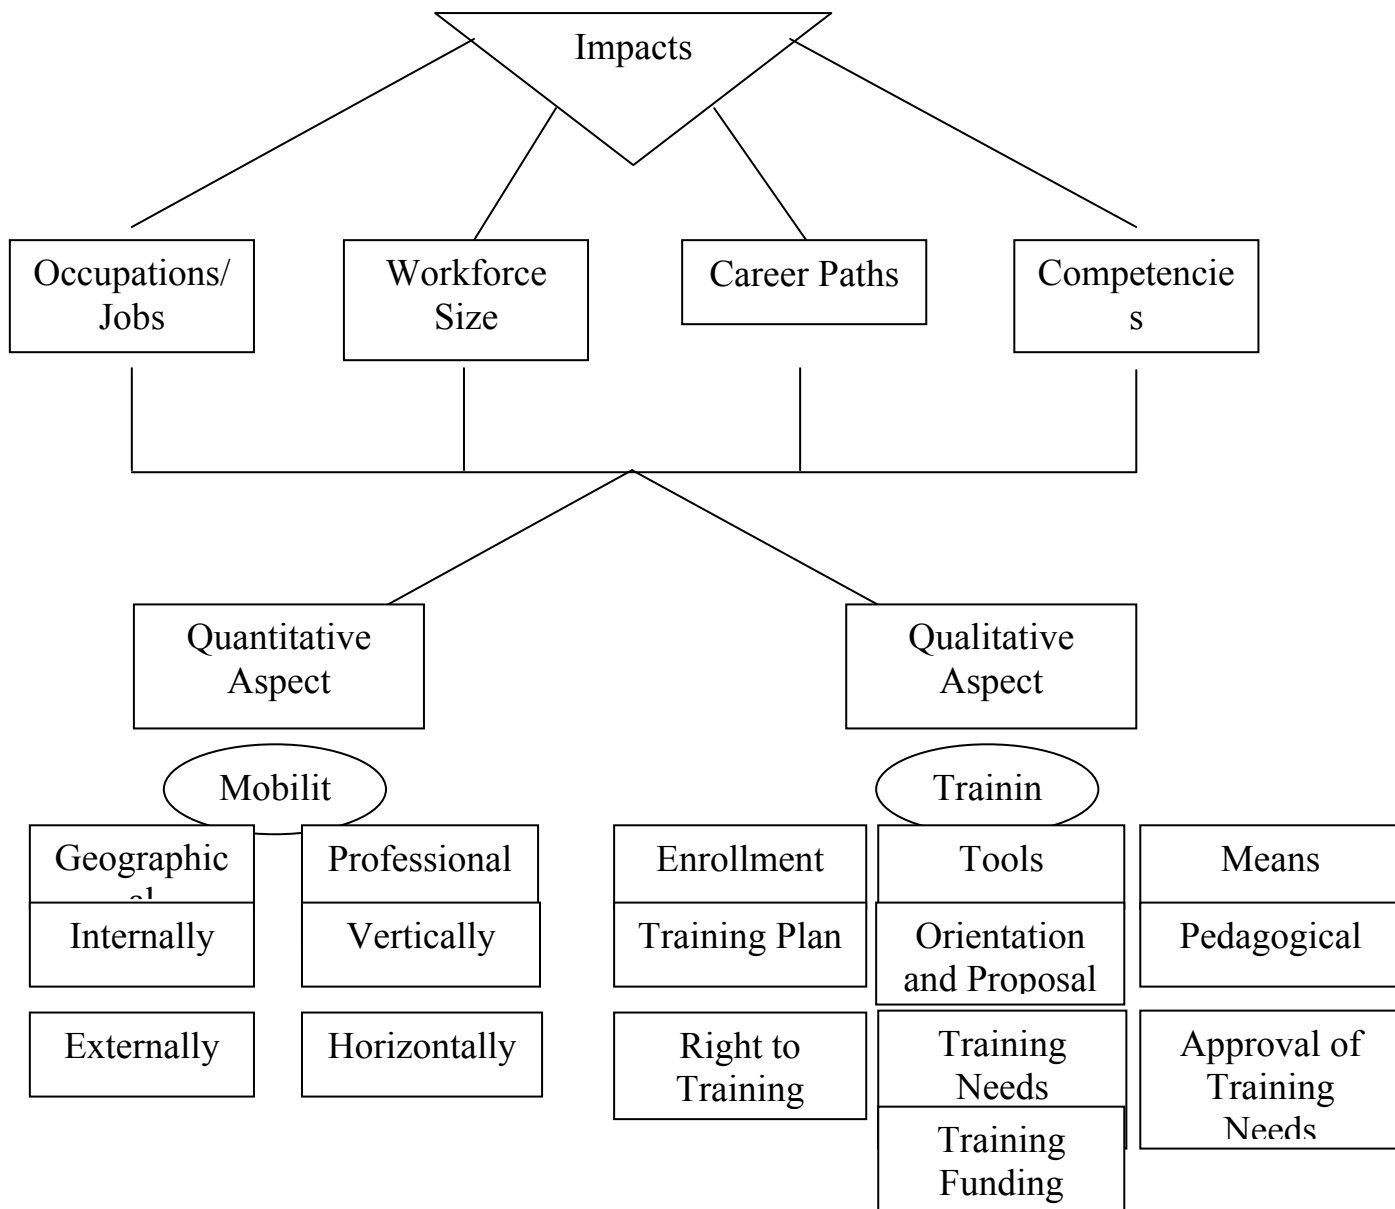 Impacts
Occupations/
Jobs
Workforce
Size
Career Paths
Competencie
s
Quantitative
Aspect
Qualitative
Aspect
Mobilit
Trainin
Geographic
al
Professional
Enrollment
Tools
Means
Internally
Vertically
Training Plan
Orientation
and Proposal
Pedagogical
Externally
Horizontally
Right to
Training
Training
Needs
Approval of
Training
Needs
Training
Funding